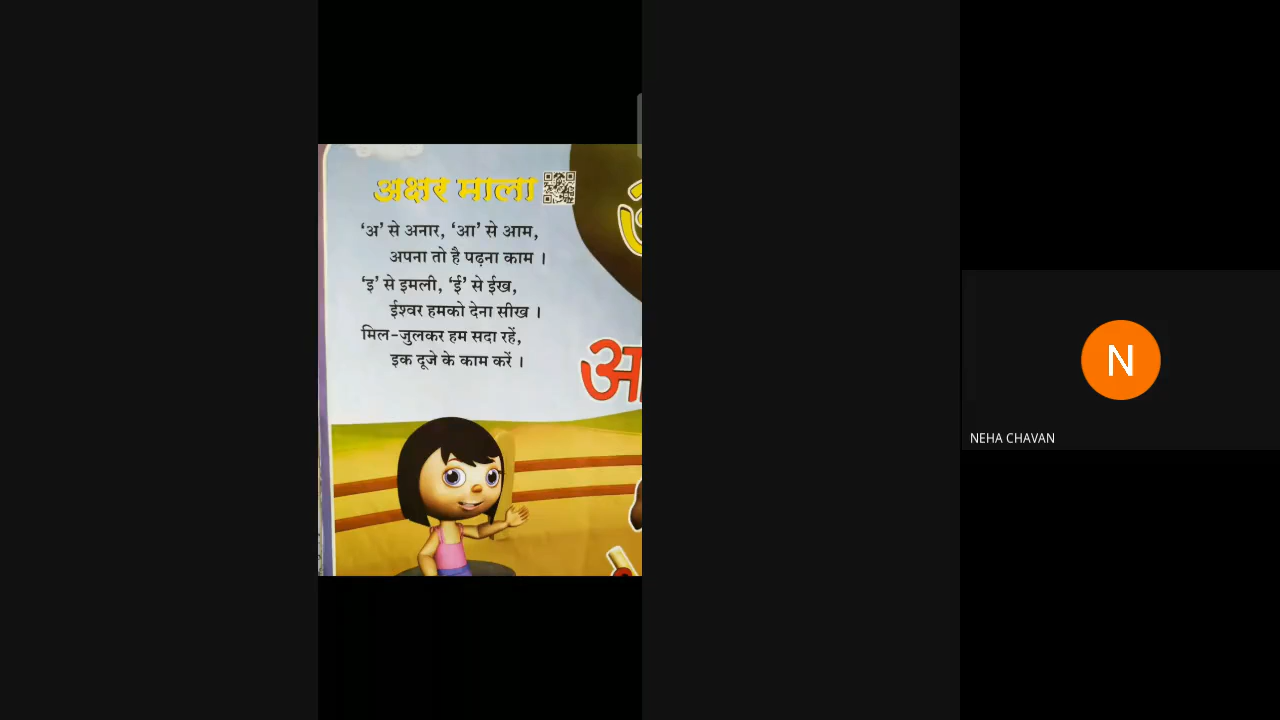 अक्षर माला
‘अ’ से अनार, ‘आ’ से आम,
अपना तो है पढ़ना काम ।
‘इ’ से इमली, ‘ई’ से ईख,
ईश्वर हमको देना सीख ।
मिल-जुलकर हम सदा रहें,
इक दूजे के काम करें ।
अ
N
NEHA CHAVAN